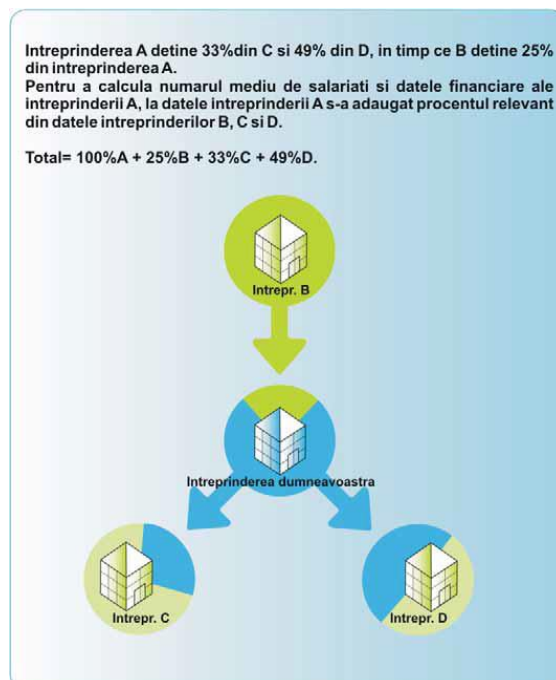 Intreprinderea A detine 33%din C si 49% din D, in timp ce B detine 25%
din intreprinderea A.
Pentru a calcula numarul mediu de salariati si datele financiare ale
intreprinderii A, la datele intreprinderii A s-a adaugat procentul relevant
din datele intreprinderilor B, C si D.
Total= 100%A + 25%B + 33%C + 49%D.
Intrepr. B
Intreprinderea dumneavoastra
Intrepr. C
Intrepr. D